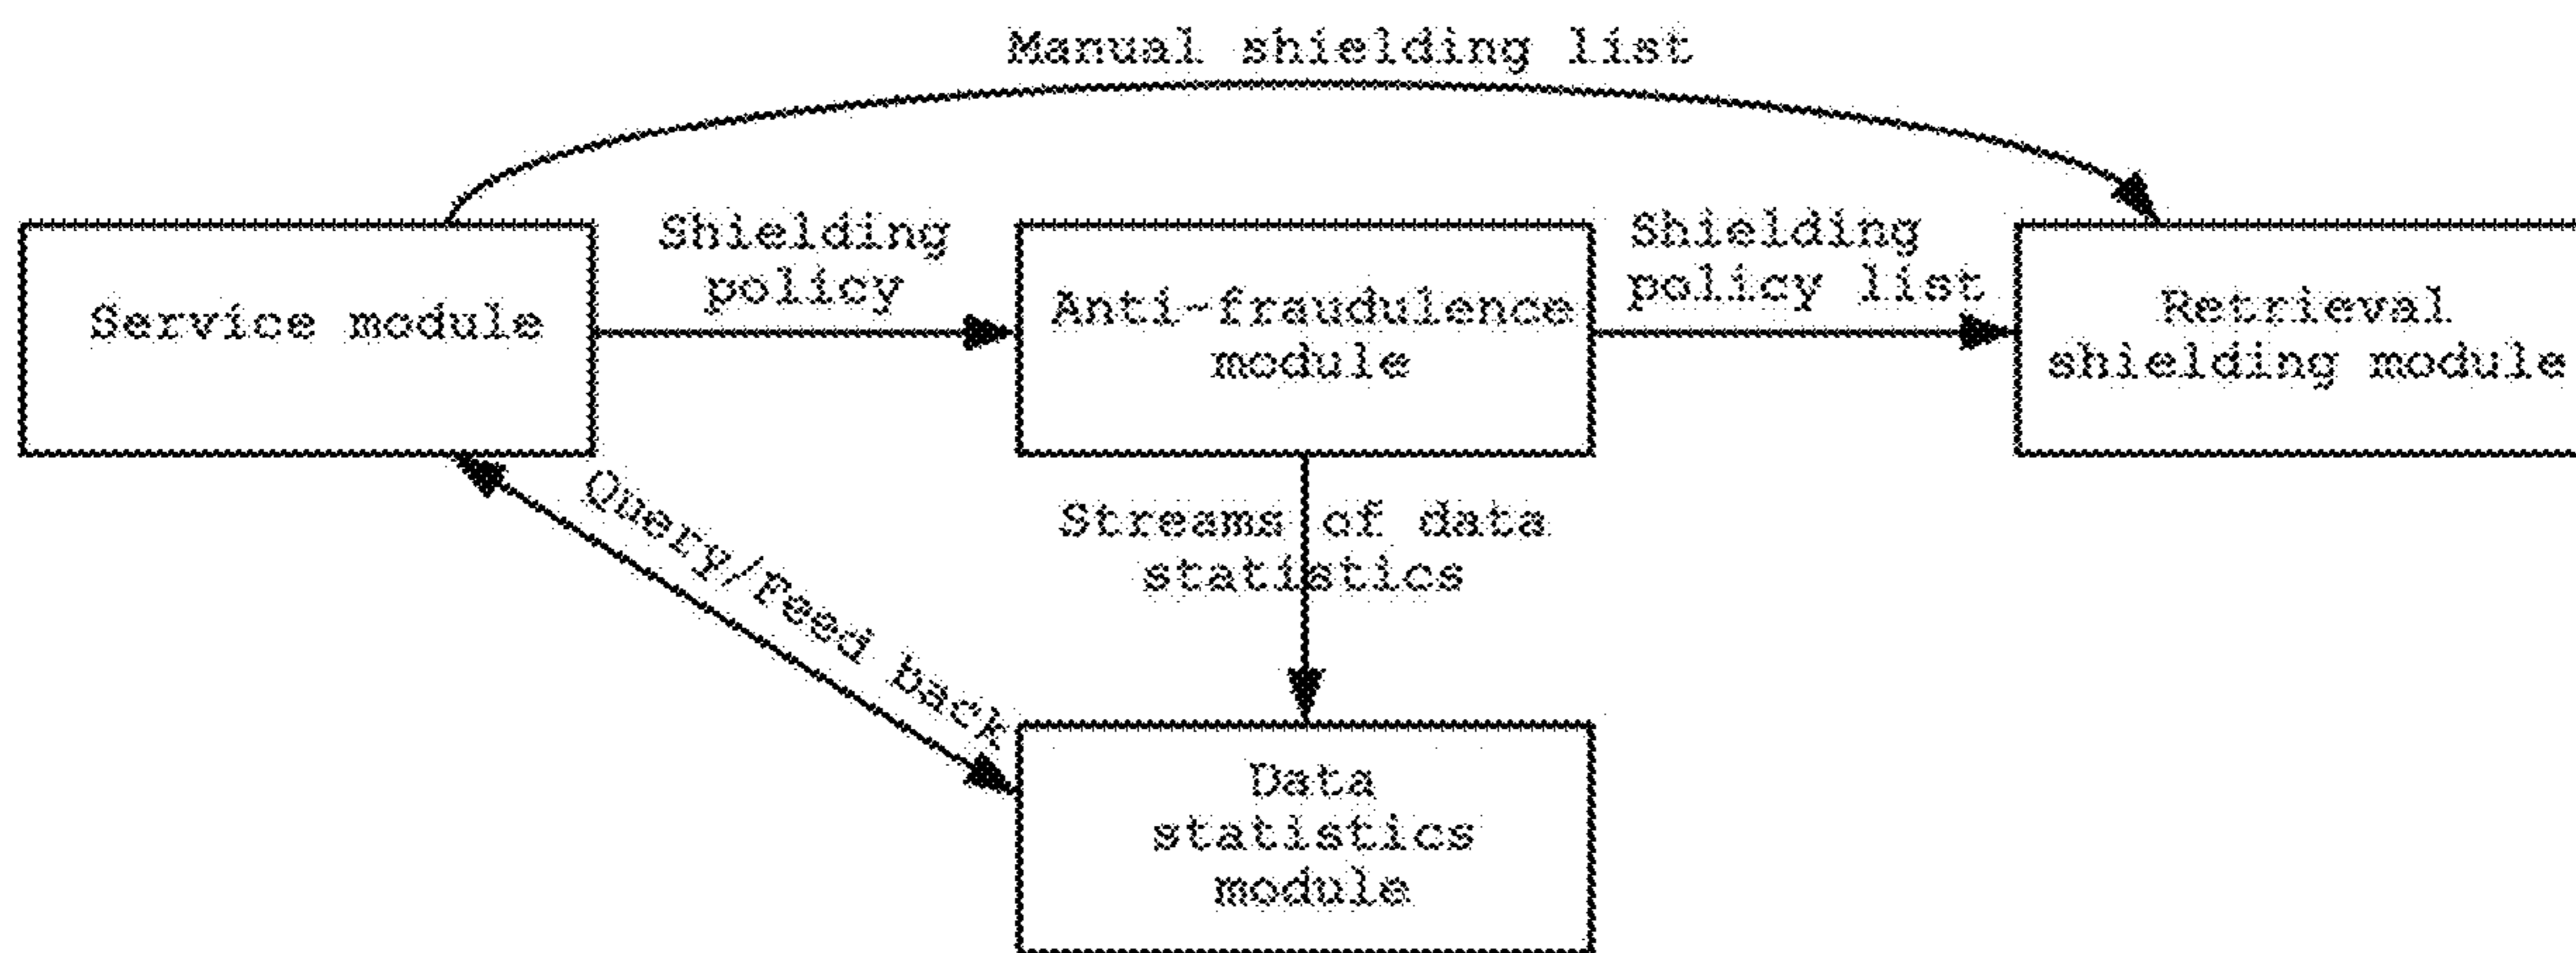 Manual shielding list
Shielding
policy
Shielding
policy list
Service module
Anti-fraudulence
module
Retrieval
shielding module
Query/Feed back
Streams of data
statistics
Data
statistics
module